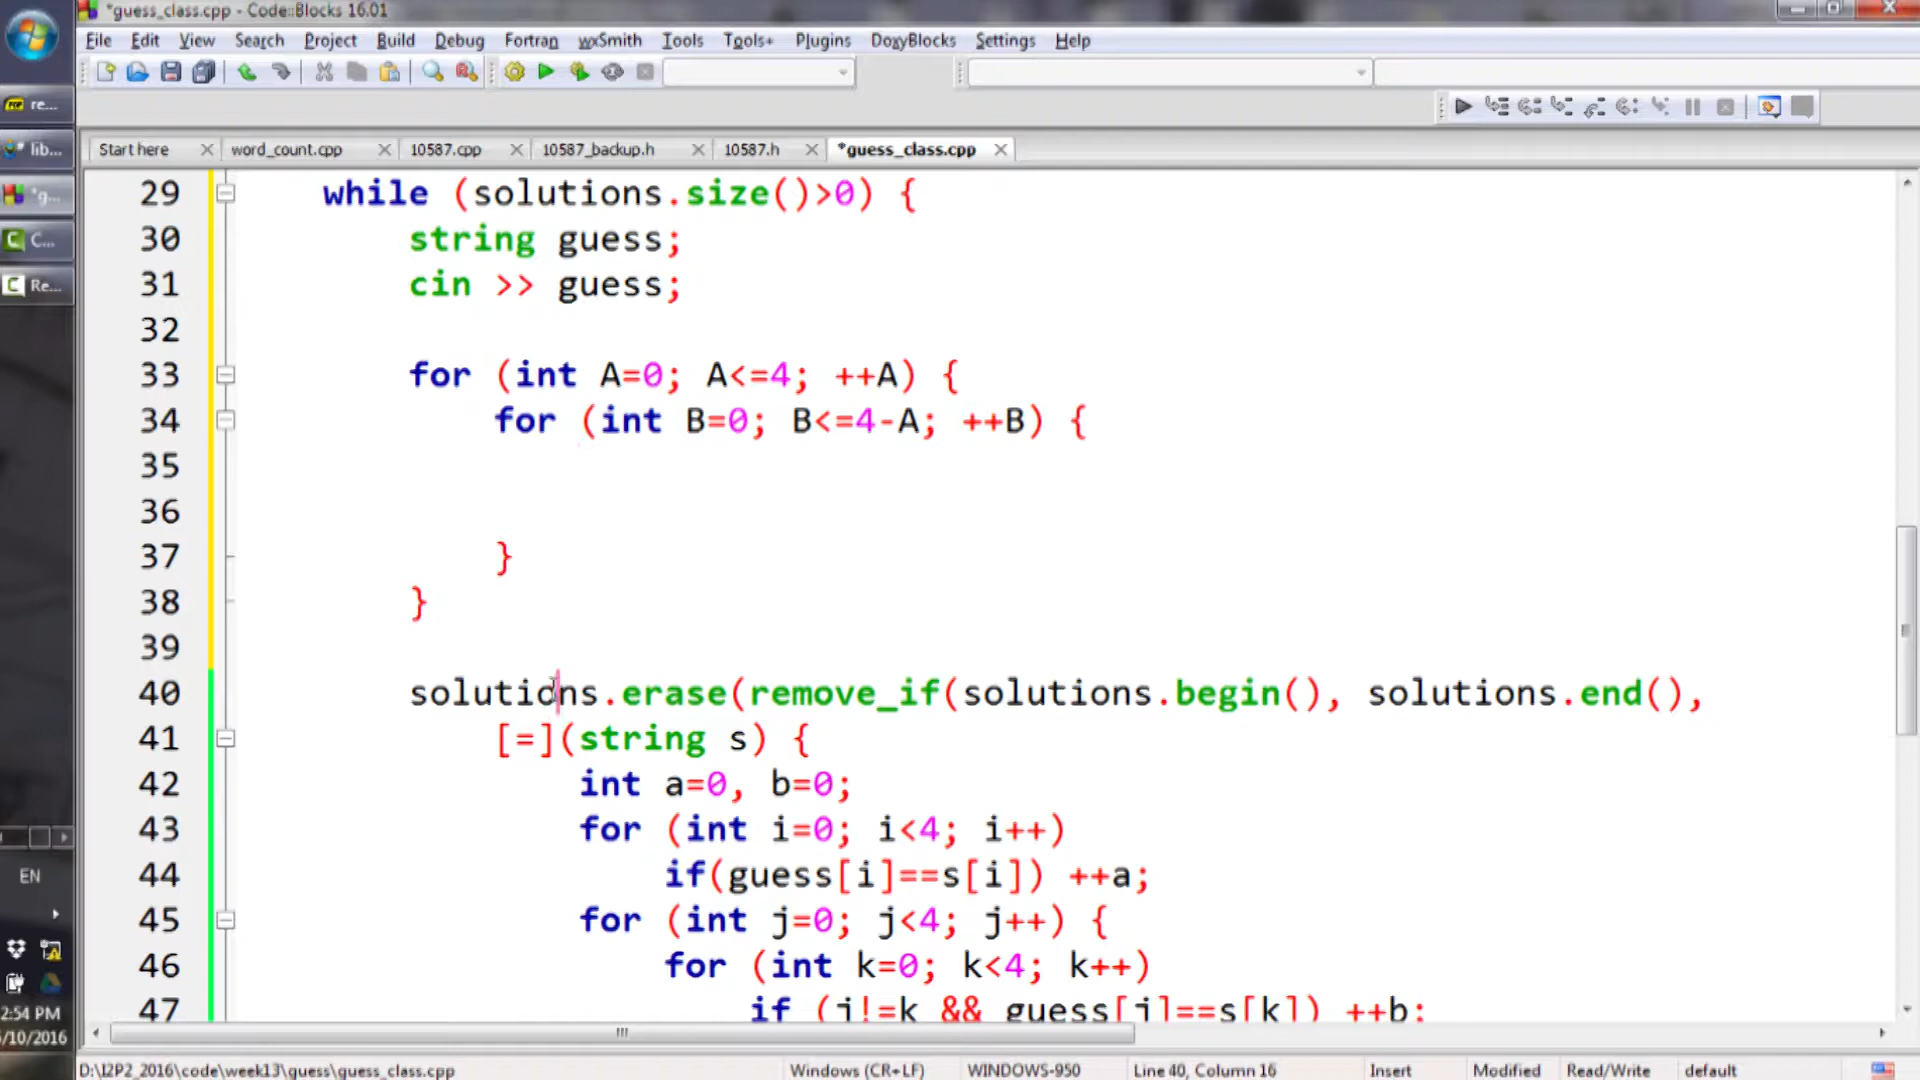 *guess_class.cpp - Code::Blocks 16.01
File Edit View Search Project Build Debug Fortran wxSmith Tools Tools+ Plugins DoxyBlocks Settings Help
Start here word_count.cpp 10587.cpp 10587_backup.h 10587.h *guess_class.cpp
29 while (solutions.size()>0) {
30 string guess;
31 cin >> guess;
32
33 for (int A=0; A<=4; ++A) {
34 for (int B=0; B<=4-A; ++B) {
35
36
37 }
38 }
39
40 solutions.erase(remove_if(solutions.begin(), solutions.end(),
41 [=](string s) {
42 int a=0, b=0;
43 for (int i=0; i<4; i++)
44 if(guess[i]==s[i]) ++a;
45 for (int j=0; j<4; j++) {
46 for (int k=0; k<4; k++)
47 if (j!=k && guess[j]==s[k]) ++b;
re...
lib...
*g...
C...
Re...
EN
2:54 PM
/10/2016
D:\I2P2_2016\code\week13\guess\guess_class.cpp Windows (CR+LF) WINDOWS-950 Line 40, Column 16 Insert Modified Read/Write default